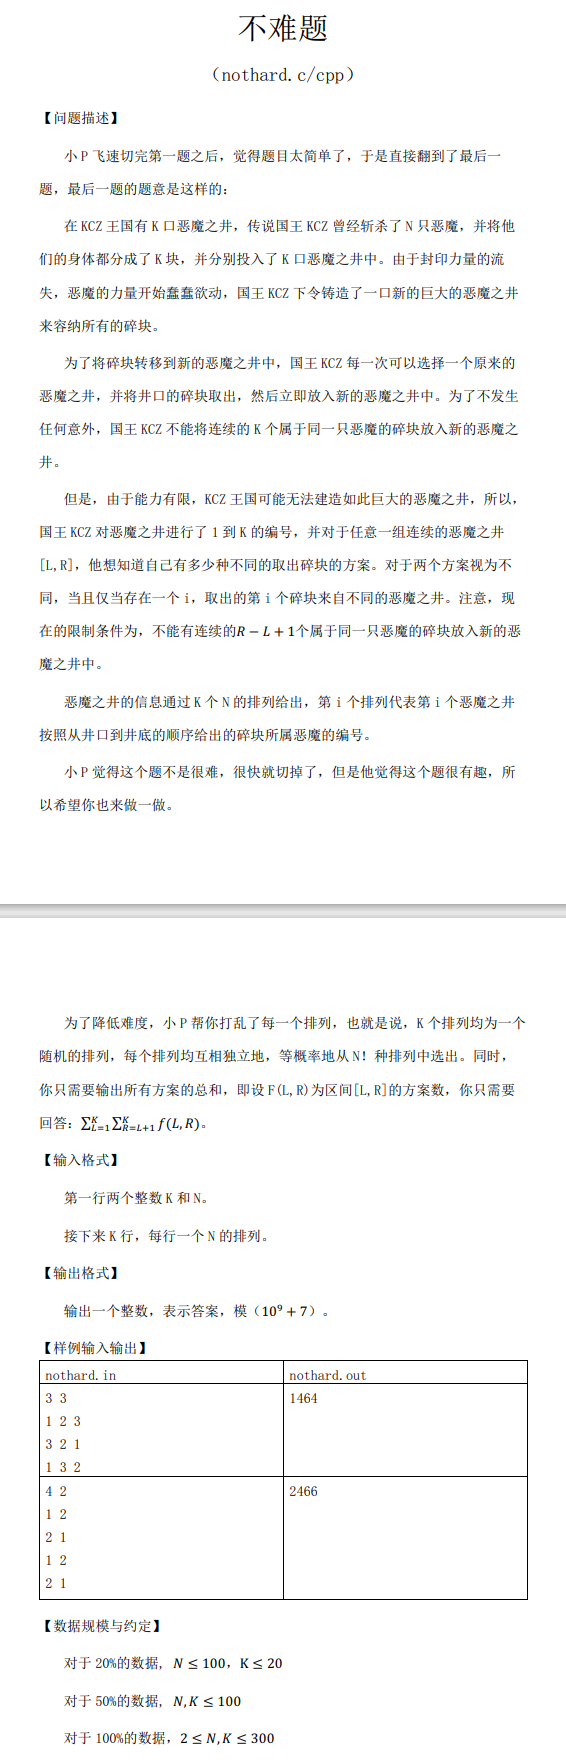 不难题
（nothard.c/cpp）
【问题描述】
小 P 飞速切完第一题之后，觉得题目太简单了，于是直接翻到了最后一
题，最后一题的题意是这样的：
在 KCZ 王国有 K 口恶魔之井，传说国王 KCZ 曾经斩杀了 N 只恶魔，并将他
们的身体都分成了 K 块，并分别投入了 K 口恶魔之井中。由于封印力量的流
失，恶魔的力量开始蠢蠢欲动，国王 KCZ 下令铸造了一口新的巨大的恶魔之井
来容纳所有的碎块。
为了将碎块转移到新的恶魔之井中，国王 KCZ 每一次可以选择一个原来的
恶魔之井，并将井口的碎块取出，然后立即放入新的恶魔之井中。为了不发生
任何意外，国王 KCZ 不能将连续的 K 个属于同一只恶魔的碎块放入新的恶魔之
井。
但是，由于能力有限，KCZ 王国可能无法建造如此巨大的恶魔之井，所以，
国王 KCZ 对恶魔之井进行了 1 到 K 的编号，并对于任意一组连续的恶魔之井
[L,R]，他想知道自己有多少种不同的取出碎块的方案。对于两个方案视为不
同，当且仅当存在一个 i，取出的第 i 个碎块来自不同的恶魔之井。注意，现
在的限制条件为，不能有连续的R − L + 1个属于同一只恶魔的碎块放入新的恶
魔之井中。
恶魔之井的信息通过 K 个 N 的排列给出，第 i 个排列代表第 i 个恶魔之井
按照从井口到井底的顺序给出的碎块所属恶魔的编号。
小 P 觉得这个题不是很难，很快就切掉了，但是他觉得这个题很有趣，所
以希望你也来做一做。
为了降低难度，小 P 帮你打乱了每一个排列，也就是说，K 个排列均为一个
随机的排列，每个排列均互相独立地，等概率地从 N！种排列中选出。同时，
你只需要输出所有方案的总和，即设 F(L,R)为区间[L,R]的方案数，你只需要
回答：∑_{L=1}^{K} ∑_{R=L+1}^{K} f(L,R)。
【输入格式】
第一行两个整数 K 和 N。
接下来 K 行，每行一个 N 的排列。
【输出格式】
输出一个整数，表示答案，模（10⁹ + 7）。
【样例输入输出】
nothard.in nothard.out
3 3 1464
1 2 3
3 2 1
1 3 2
4 2 2466
1 2
2 1
1 2
2 1
【数据规模与约定】
对于 20%的数据, N ≤ 100，K ≤ 20
对于 50%的数据, N,K ≤ 100
对于 100%的数据，2 ≤ N,K ≤ 300